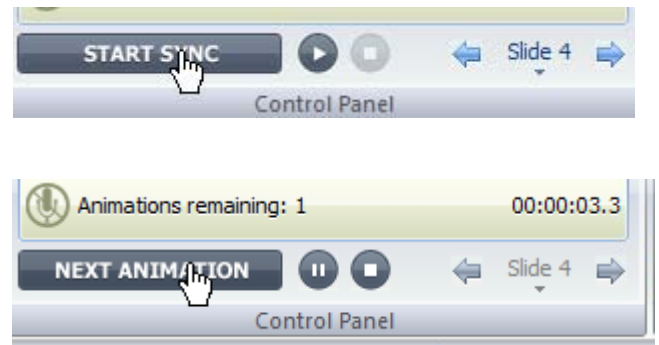 START SYNC Slide 4
Control Panel
Animations remaining: 1 00:00:03.3
NEXT ANIMATION Slide 4
Control Panel